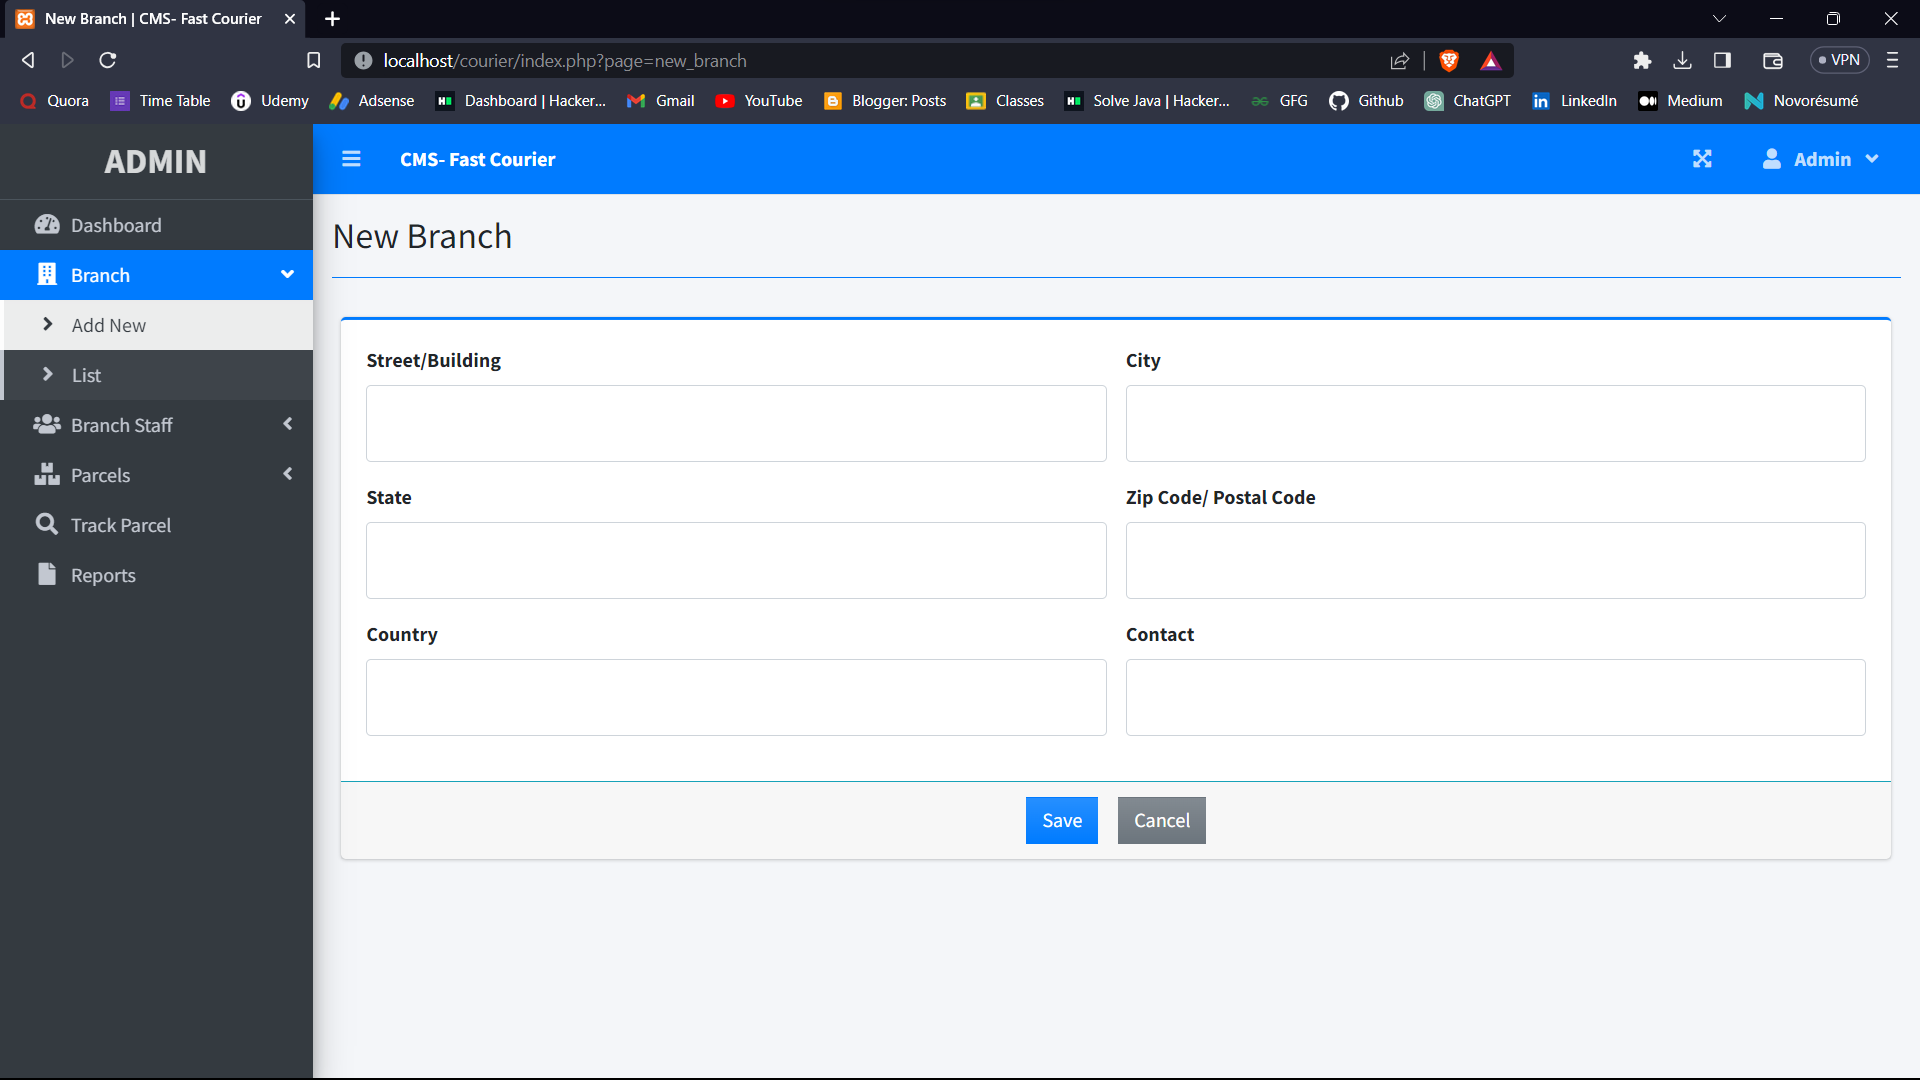 New Branch | CMS- Fast Courier
localhost/courier/index.php?page=new_branch
VPN
Quora Time Table Udemy Adsense Dashboard | Hacker... Gmail YouTube Blogger: Posts Classes Solve Java | Hacker... GFG Github ChatGPT LinkedIn Medium Novorésumé
ADMIN
CMS- Fast Courier
Admin
Dashboard
Branch
Add New
List
Branch Staff
Parcels
Track Parcel
Reports
New Branch
Street/Building
City
State
Zip Code/ Postal Code
Country
Contact
Save
Cancel